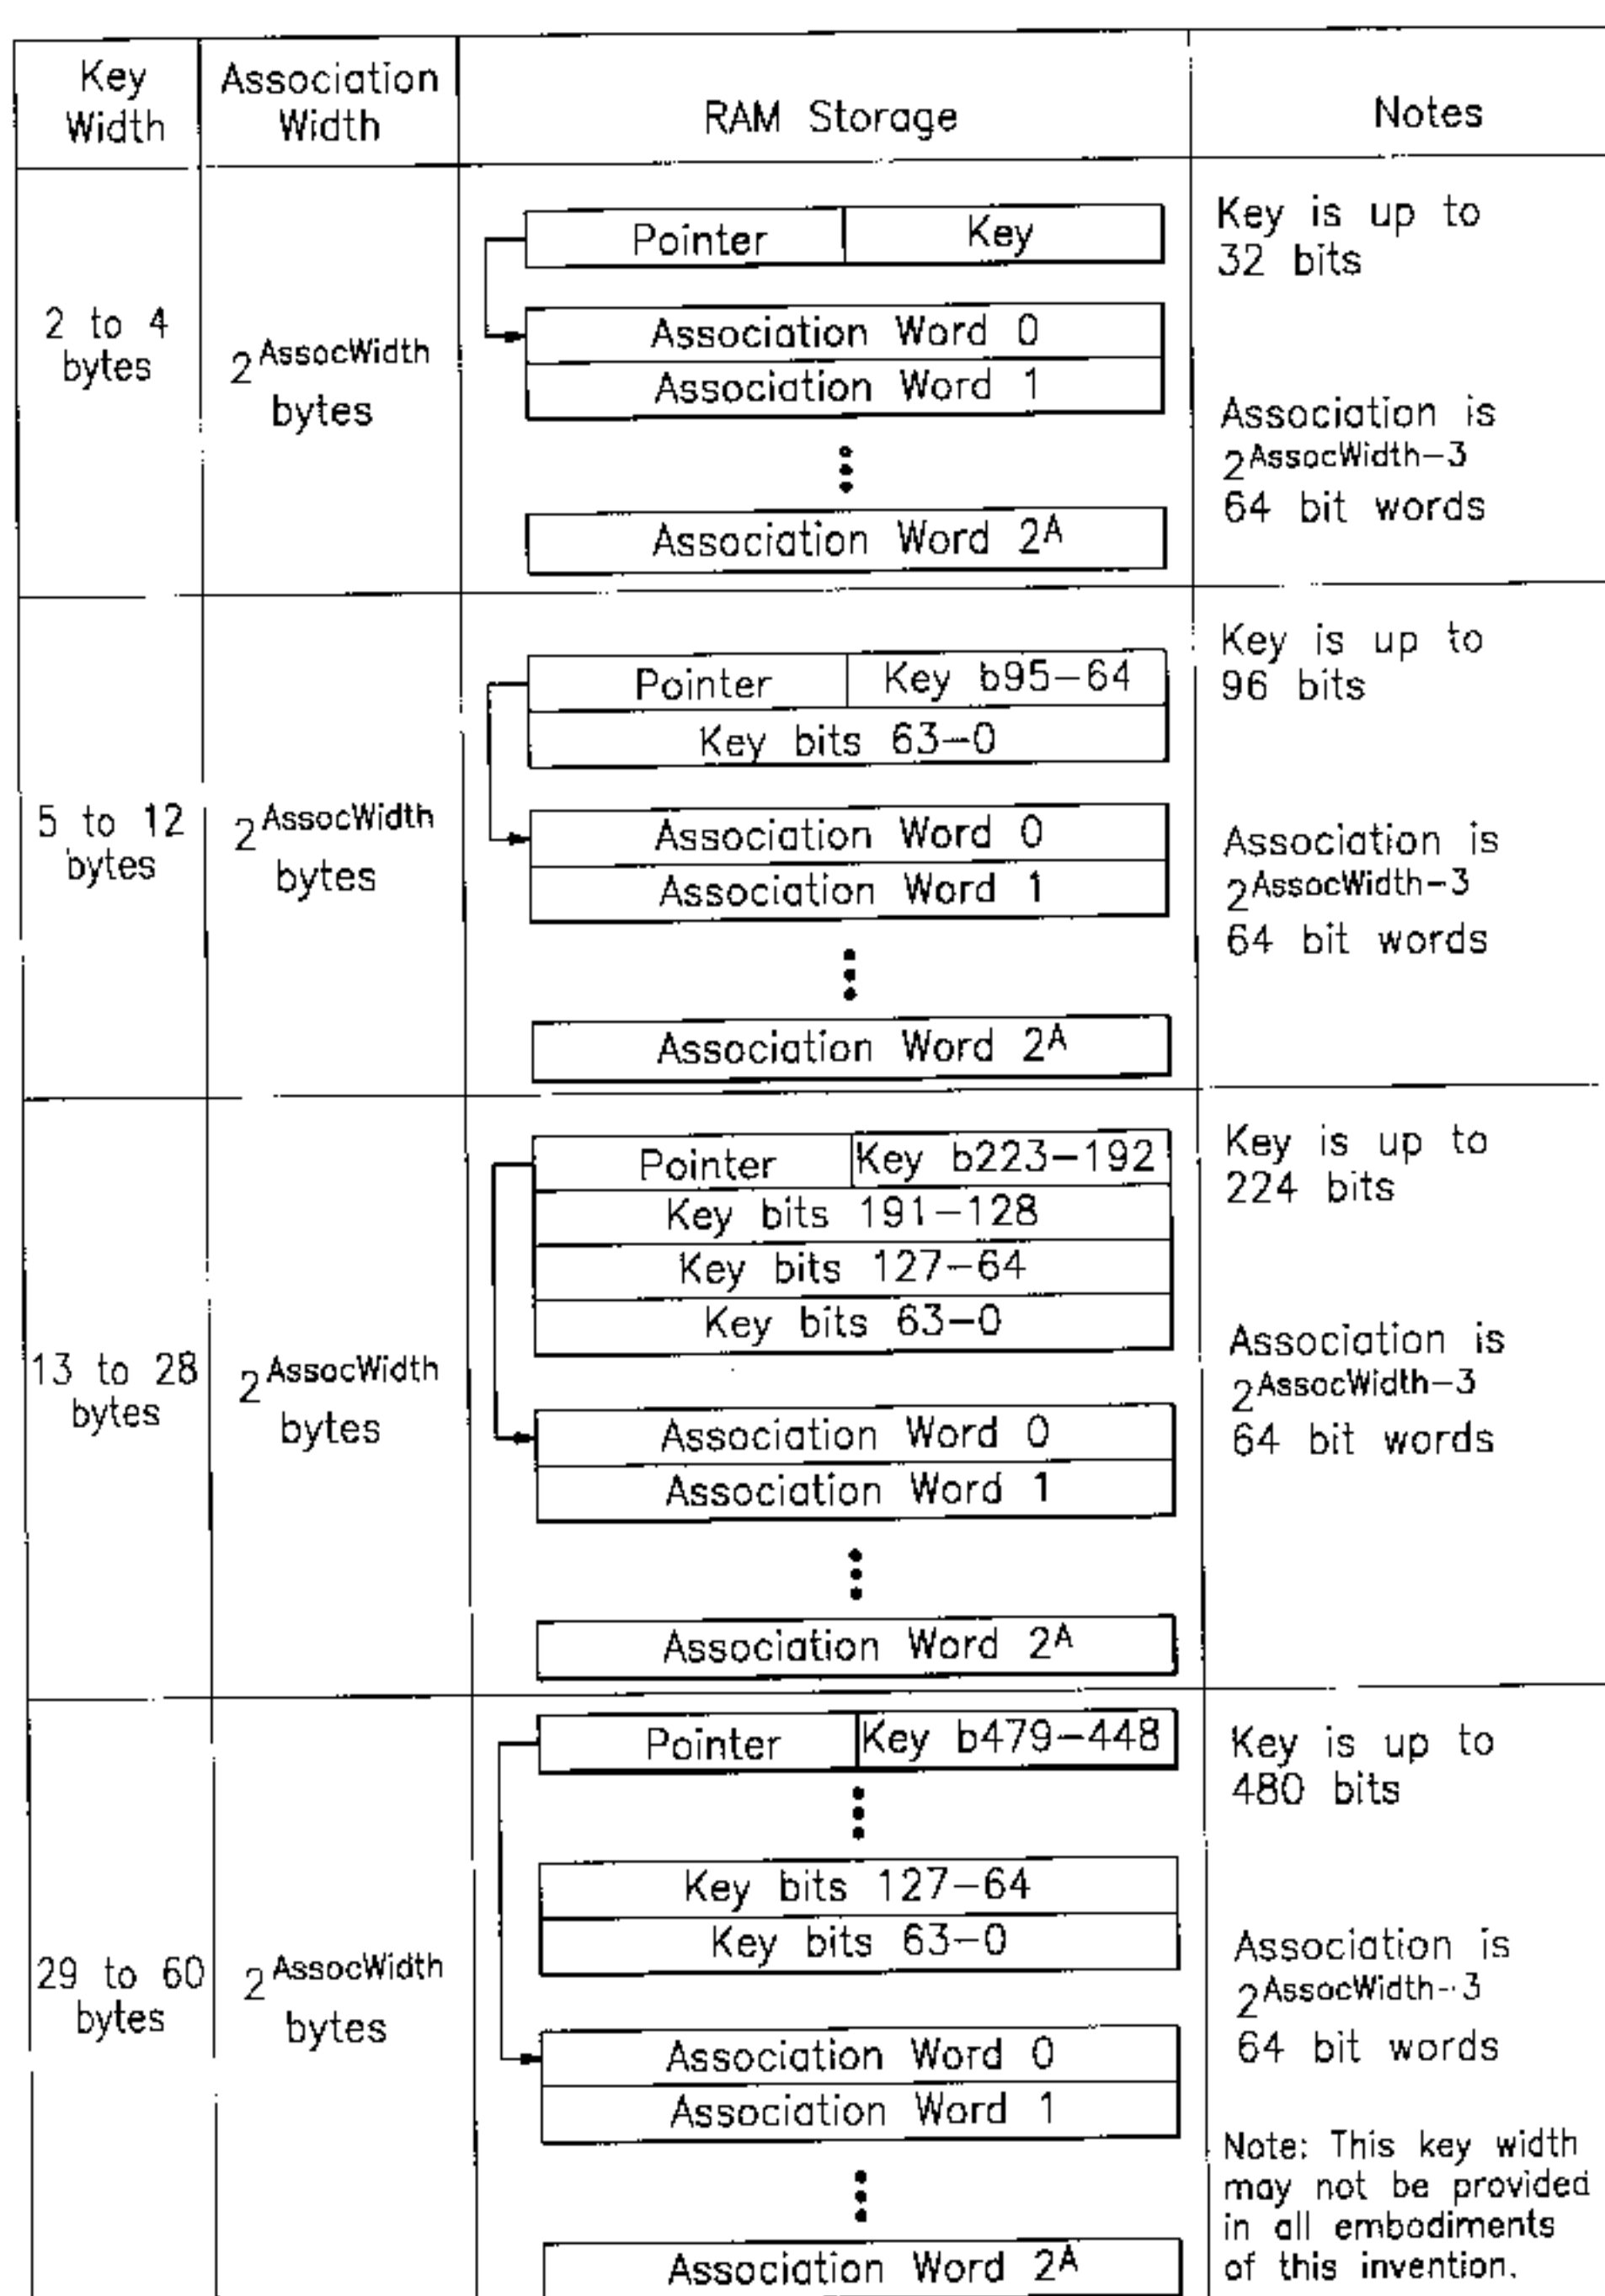 Key
Width
Association
Width
RAM Storage
Notes
2 to 4
bytes
2^AssocWidth
bytes
Pointer
Key
Association Word 0
Association Word 1
Association Word 2^A
Key is up to
32 bits
Association is
2^AssocWidth-3
64 bit words
5 to 12
bytes
2^AssocWidth
bytes
Pointer
Key b95-64
Key bits 63-0
Association Word 0
Association Word 1
Association Word 2^A
Key is up to
96 bits
Association is
2^AssocWidth-3
64 bit words
13 to 28
bytes
2^AssocWidth
bytes
Pointer
Key b223-192
Key bits 191-128
Key bits 127-64
Key bits 63-0
Association Word 0
Association Word 1
Association Word 2^A
Key is up to
224 bits
Association is
2^AssocWidth-3
64 bit words
29 to 60
bytes
2^AssocWidth
bytes
Pointer
Key b479-448
Key bits 127-64
Key bits 63-0
Association Word 0
Association Word 1
Association Word 2^A
Key is up to
480 bits
Association is
2^AssocWidth-3
64 bit words
Note: This key width
may not be provided
in all embodiments
of this invention.